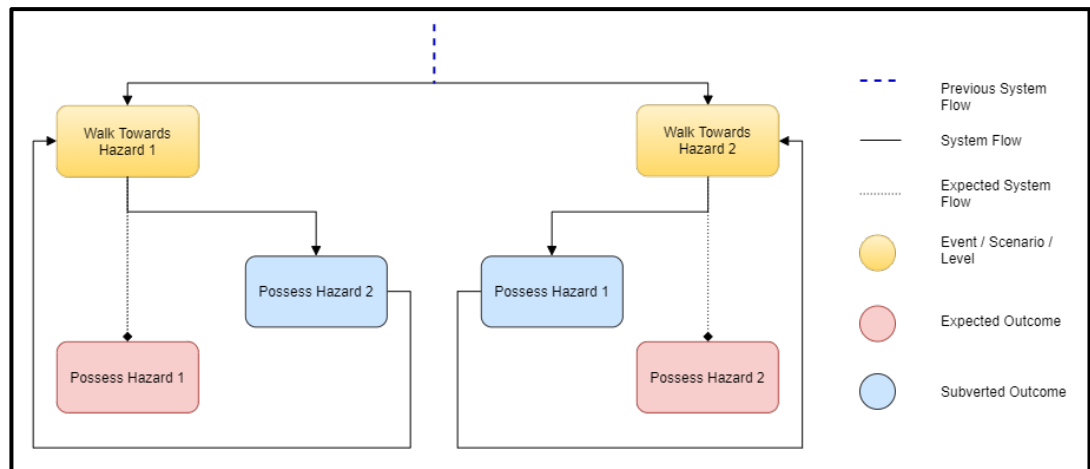 Walk Towards
Hazard 1
Walk Towards
Hazard 2
Possess Hazard 2
Possess Hazard 1
Possess Hazard 1
Possess Hazard 2
Previous System
Flow
System Flow
Expected System
Flow
Event / Scenario /
Level
Expected Outcome
Subverted Outcome